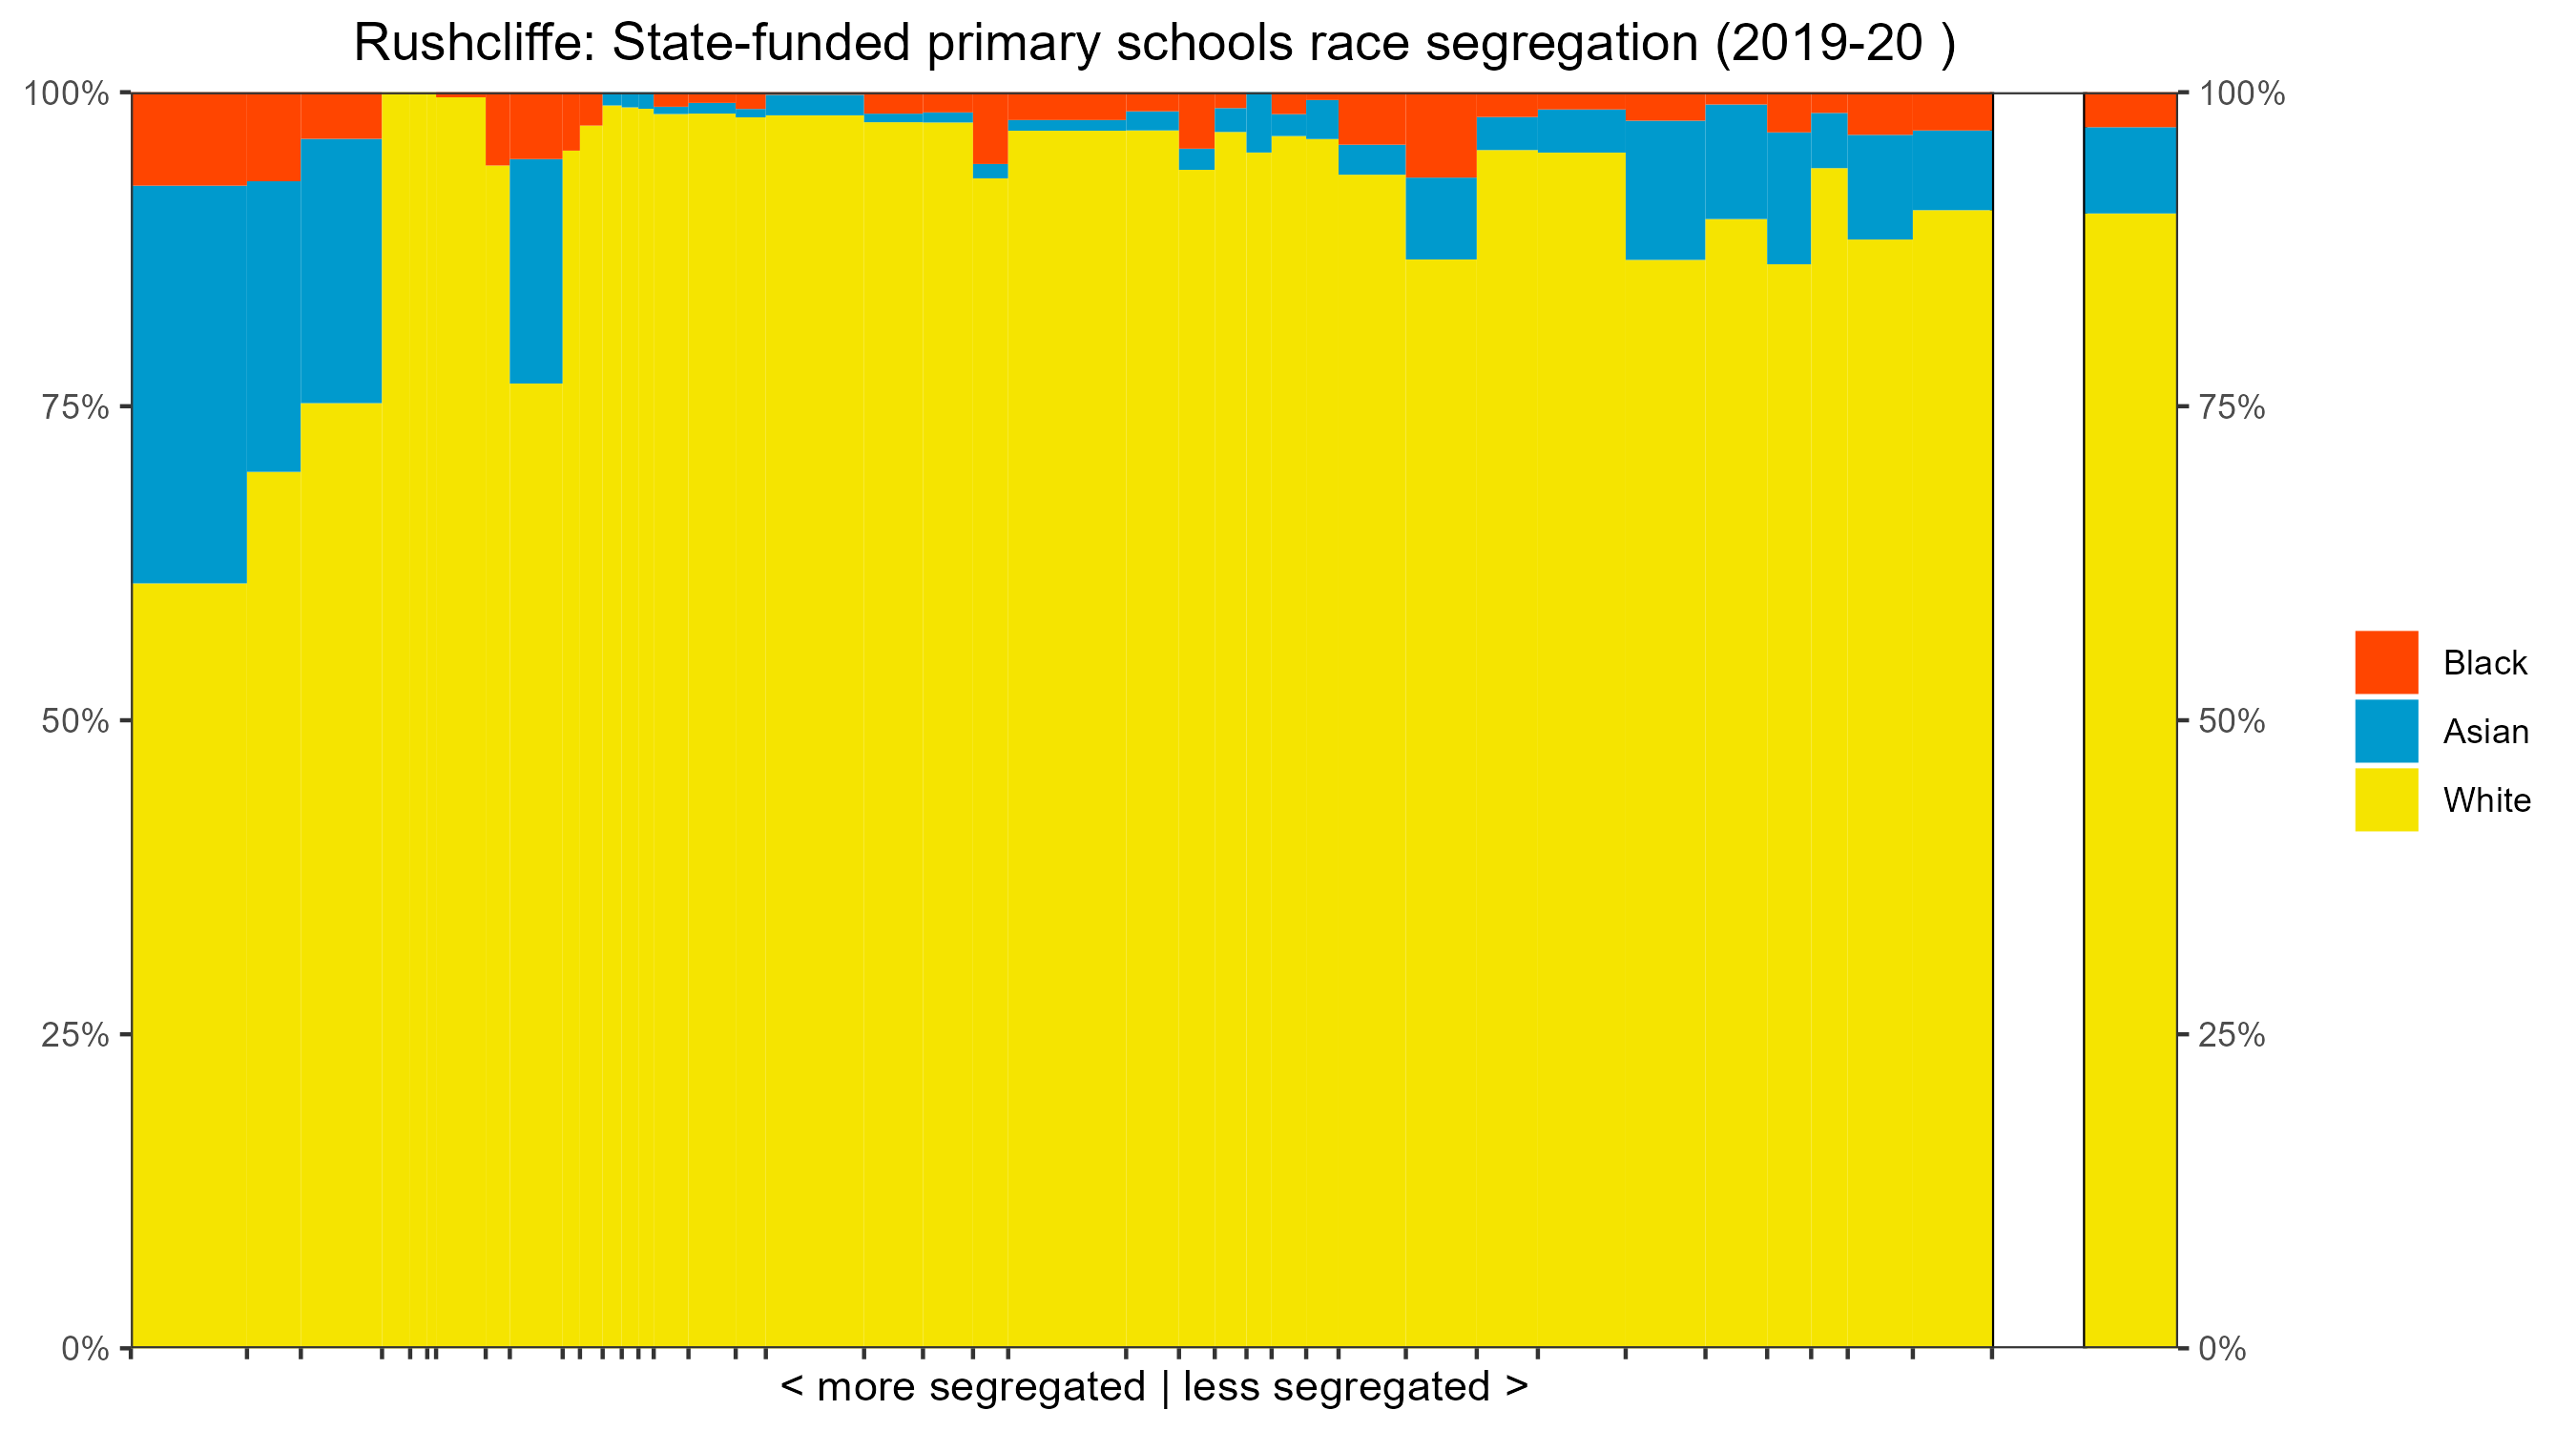 Rushcliffe: State-funded primary schools race segregation (2019-20 )
100%
75%
50%
25%
0%
100%
75%
50%
25%
0%
Black
Asian
White
< more segregated | less segregated >